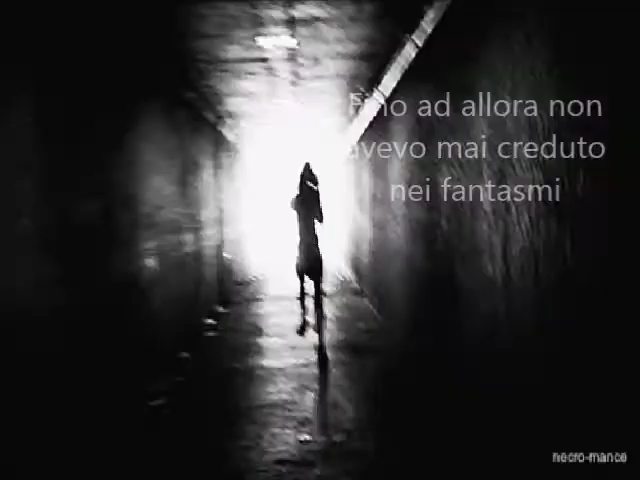 Fino ad allora non
avevo mai creduto
nei fantasmi
necro-mance